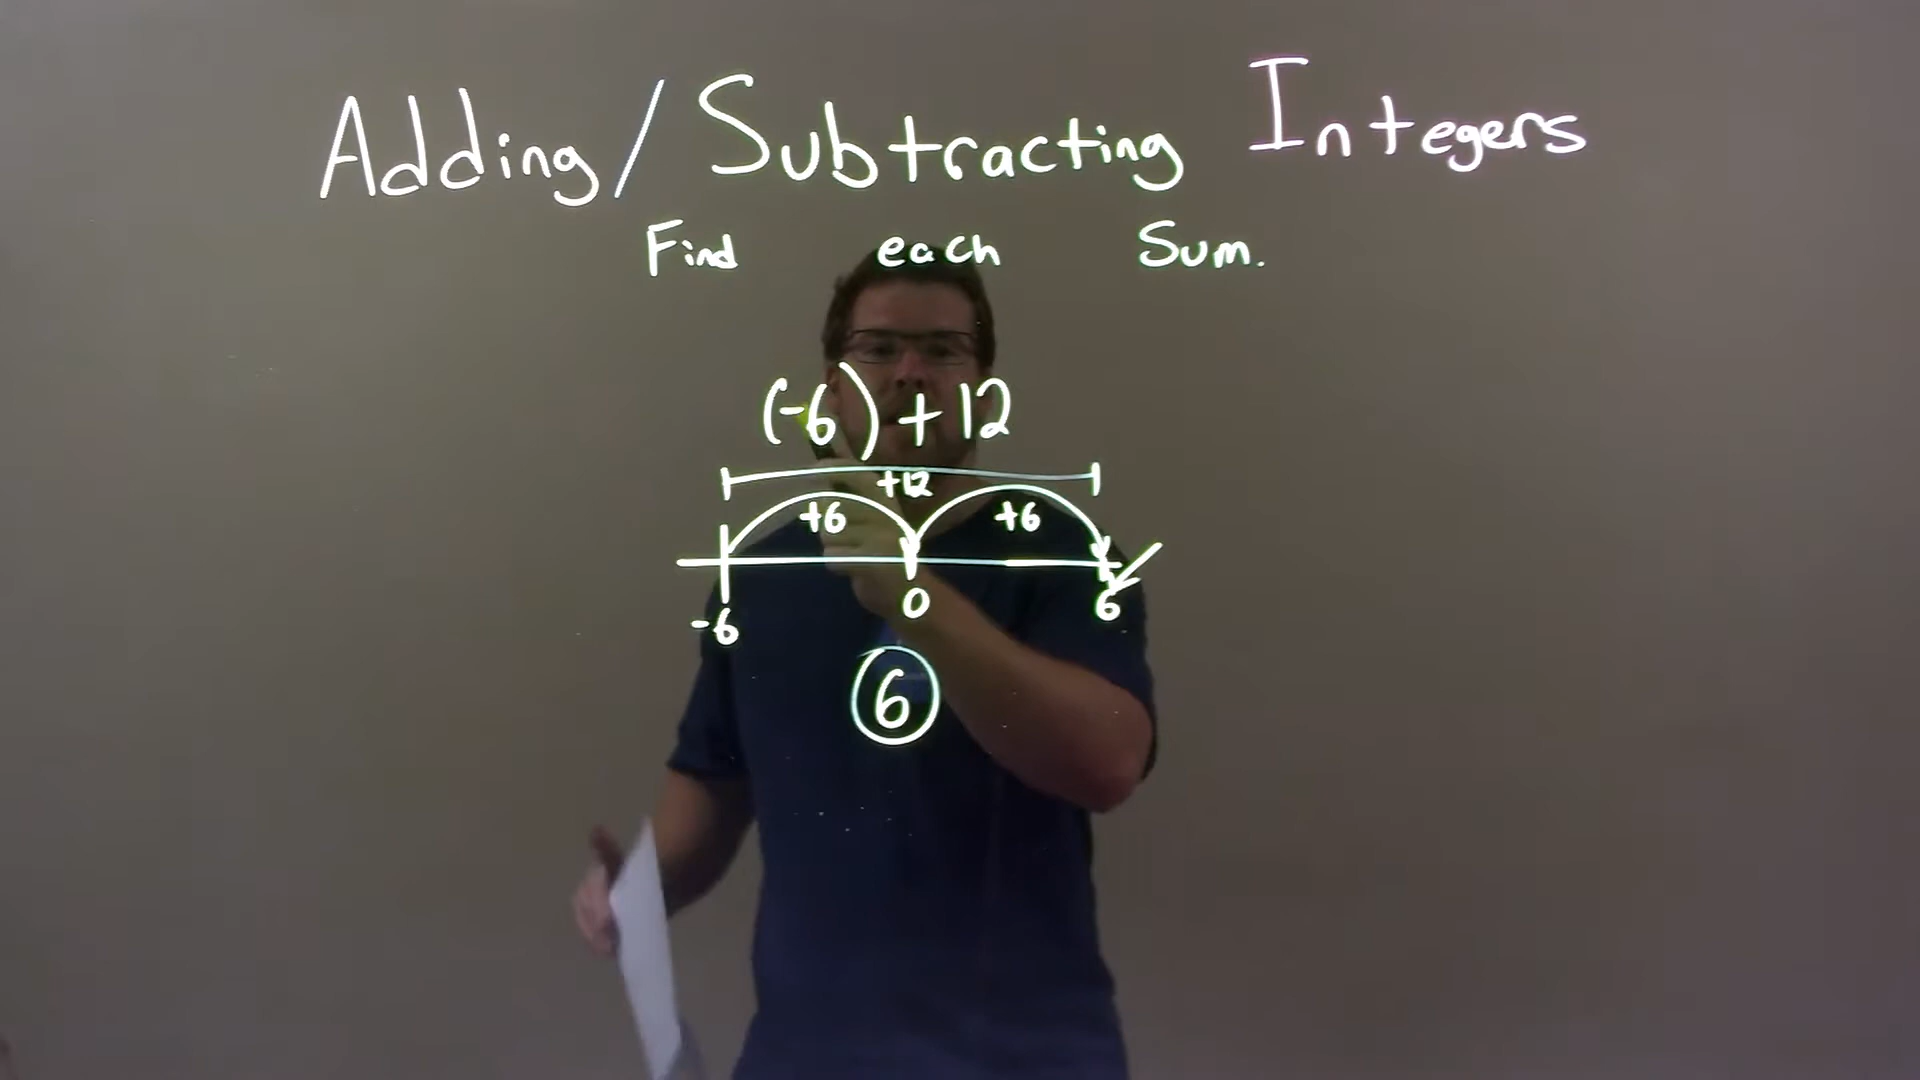 Adding/Subtracting Integers
Find each Sum.
(-6) + 12
+12
+6 +6
-6 0 6
6